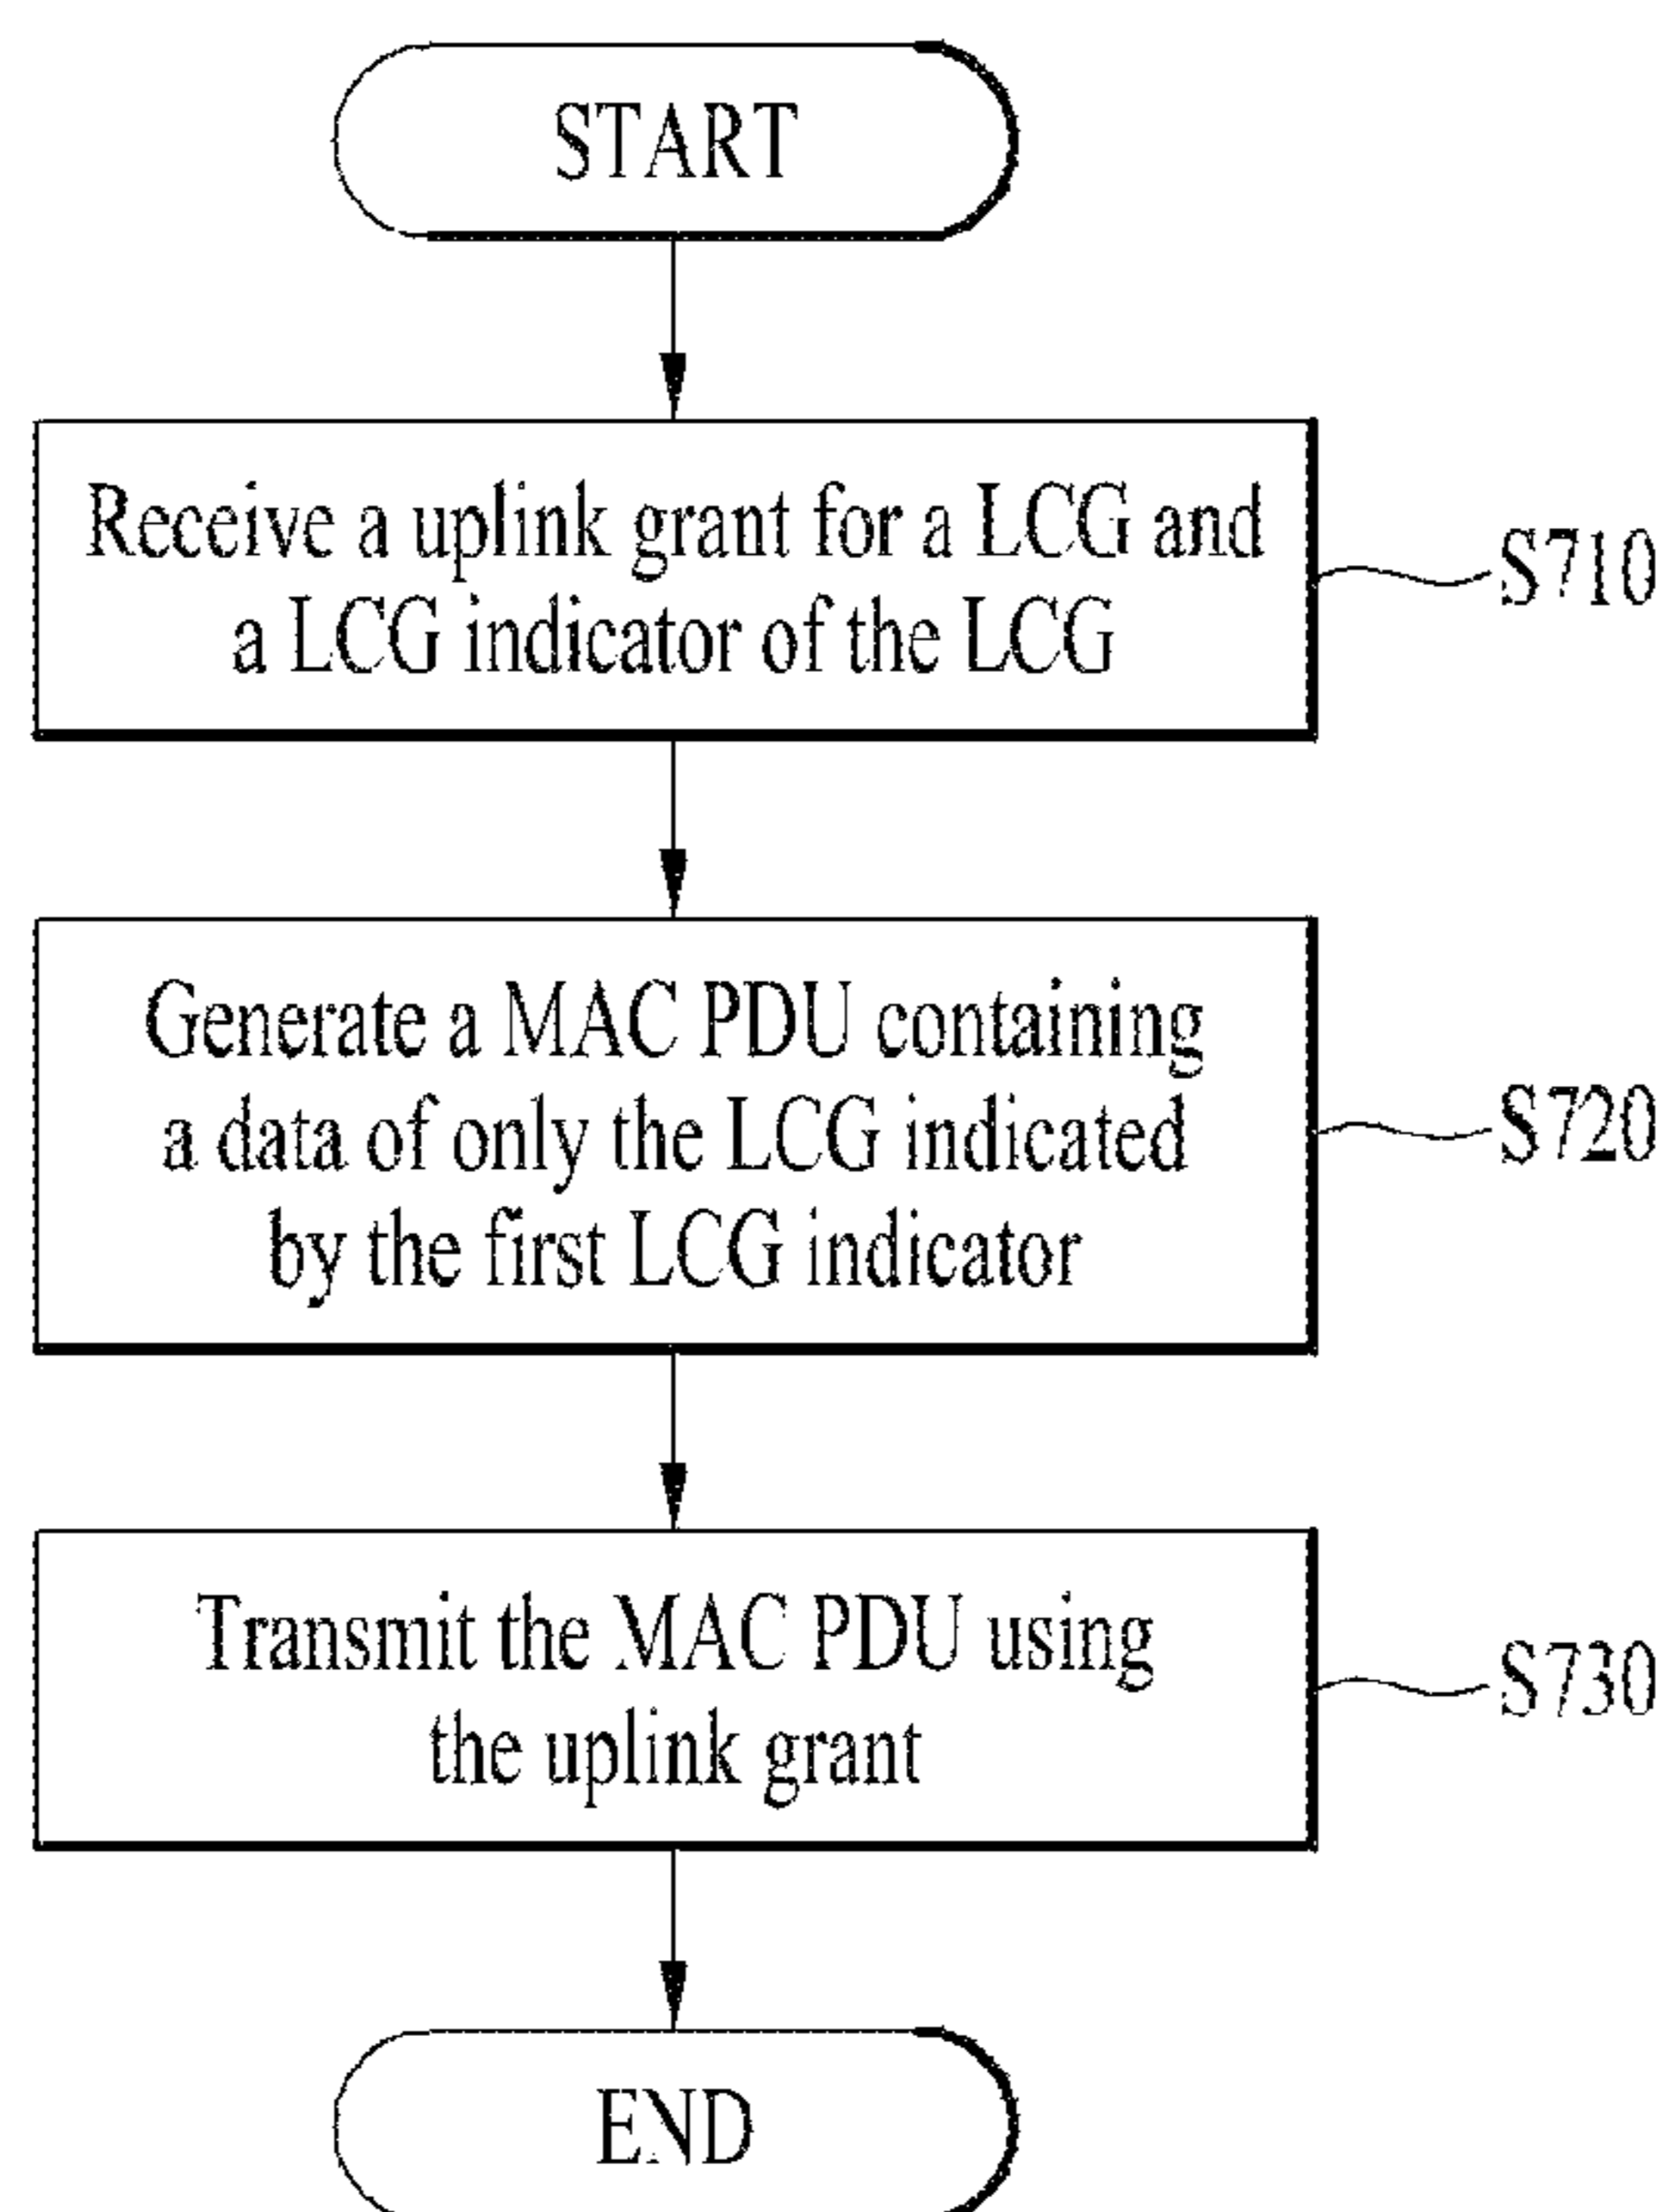 START
Receive a uplink grant for a LCG and
a LCG indicator of the LCG
S710
Generate a MAC PDU containing
a data of only the LCG indicated
by the first LCG indicator
S720
Transmit the MAC PDU using
the uplink grant
S730
END